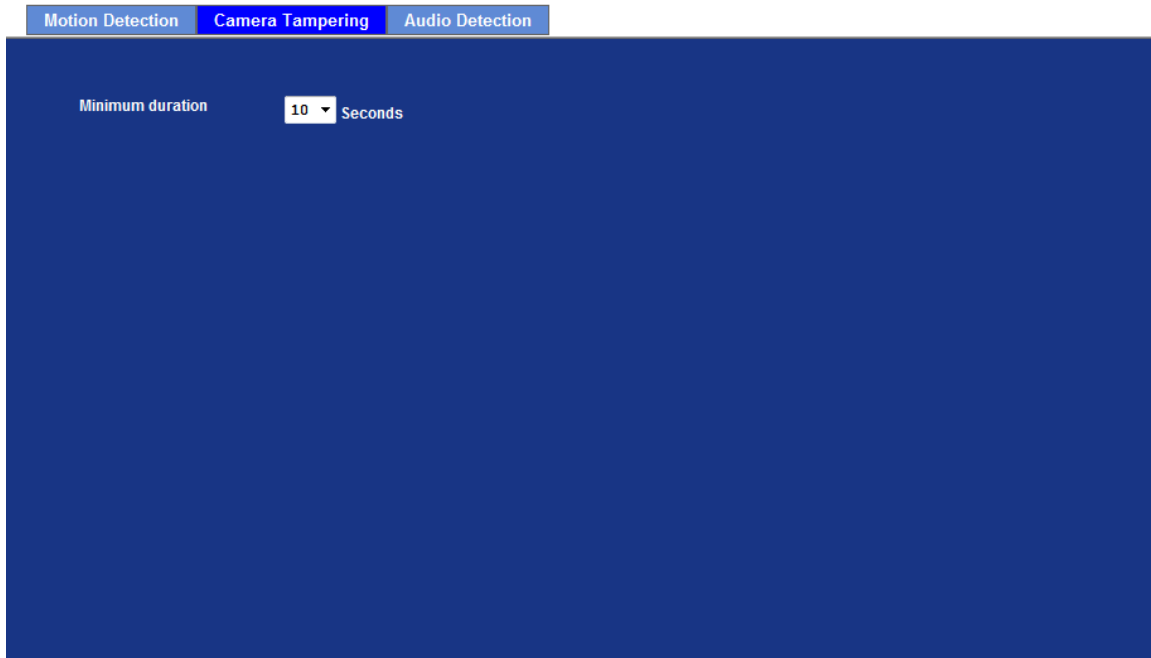 Motion Detection Camera Tampering Audio Detection
Minimum duration 10 Seconds